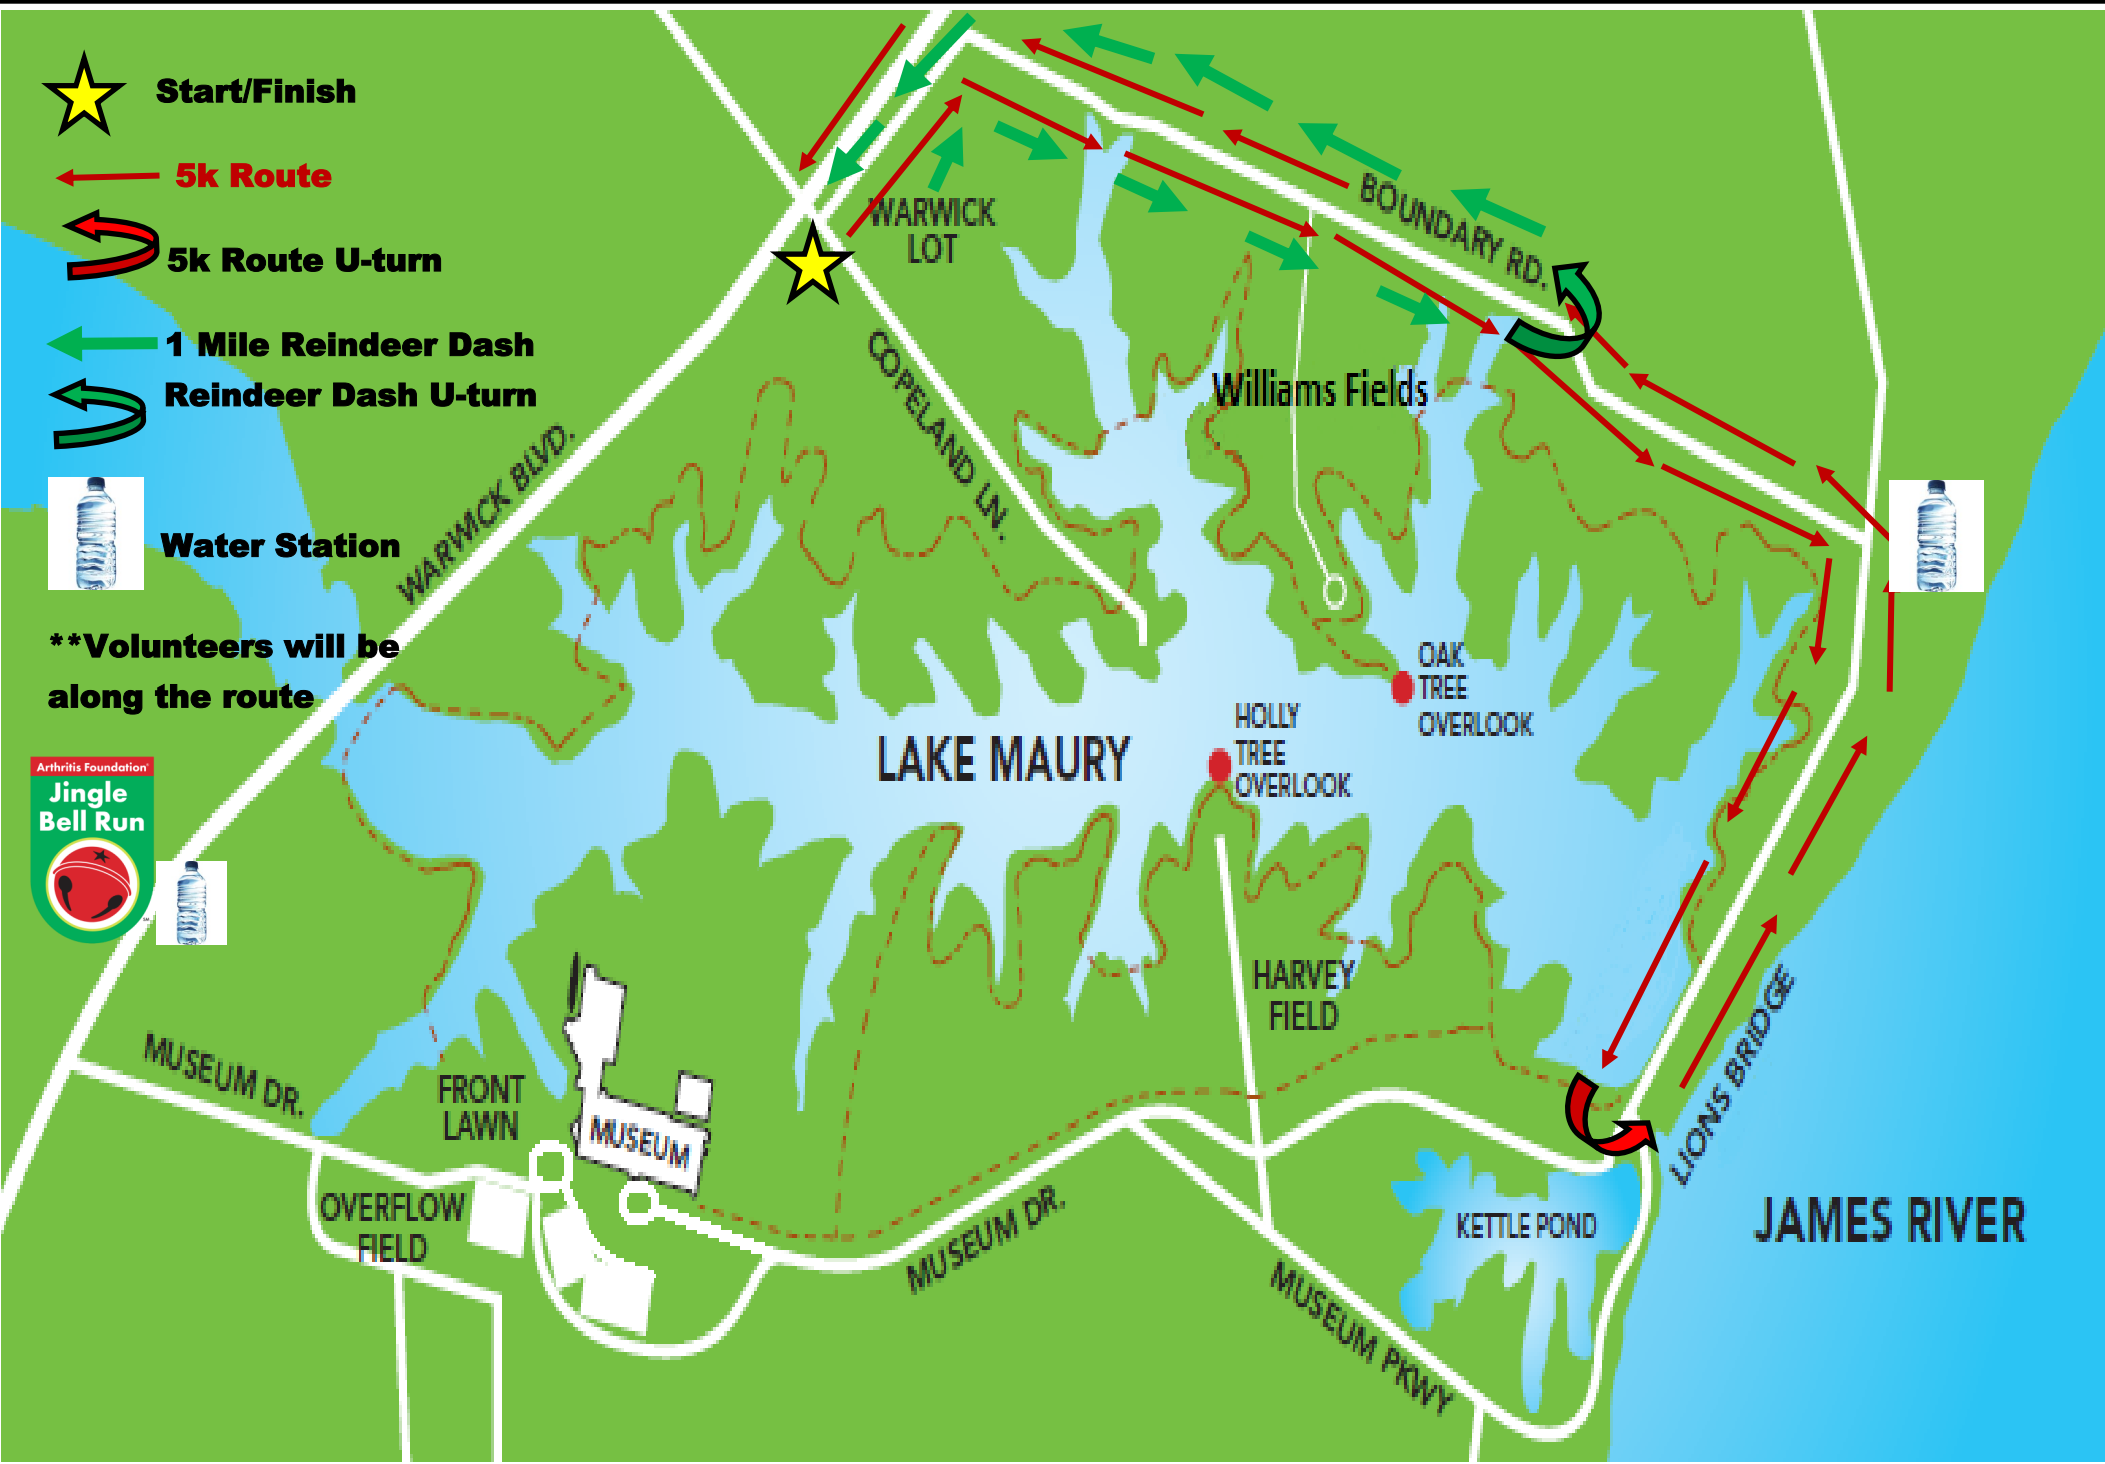 Start/Finish
5k Route
5k Route U-turn
1 Mile Reindeer Dash
Reindeer Dash U-turn
Water Station
**Volunteers will be
along the route
Arthritis Foundation
Jingle
Bell Run
WARWICK
LOT
BOUNDARY RD.
COPELAND LN.
Williams Fields
WARWICK BLVD.
OAK
TREE
OVERLOOK
HOLLY
TREE
OVERLOOK
LAKE MAURY
HARVEY
FIELD
LIONS BRIDGE
MUSEUM DR.
FRONT
LAWN
MUSEUM
OVERFLOW
FIELD
MUSEUM DR.
KETTLE POND
JAMES RIVER
MUSEUM PKWY